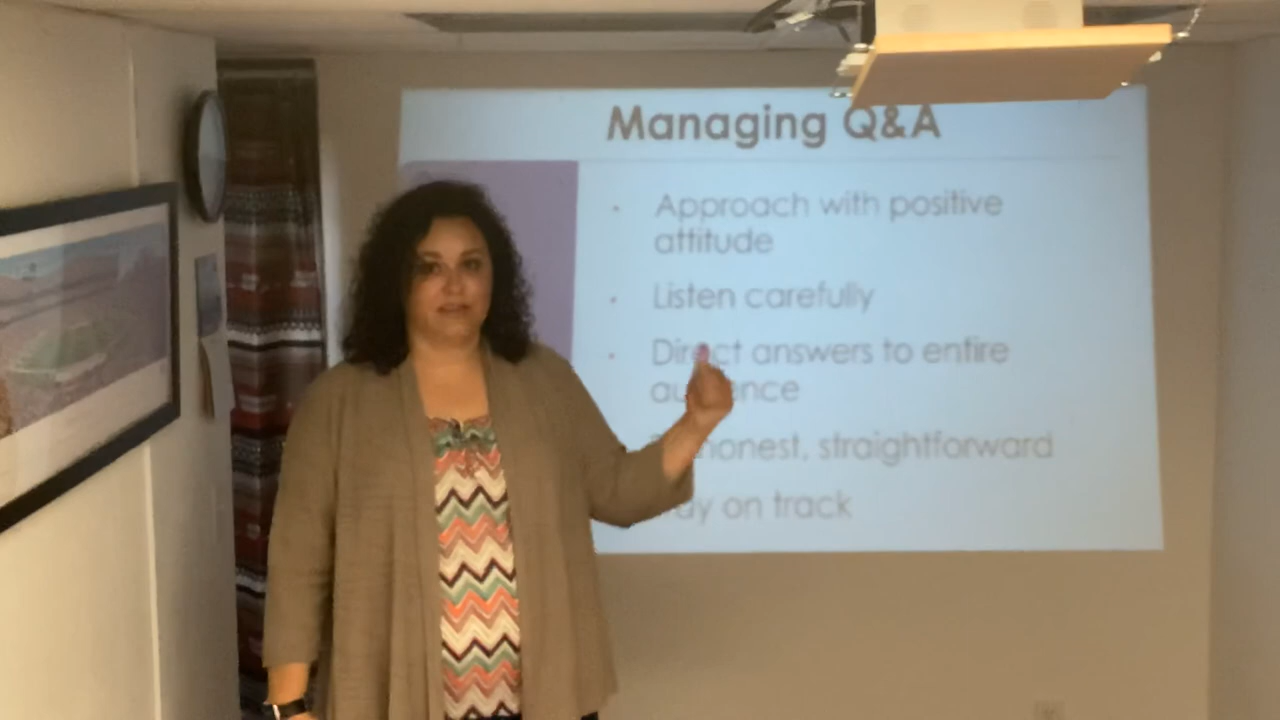 Managing Q&A
Approach with positive
attitude
Listen carefully
Direct answers to entire
honest, straightforward
on track